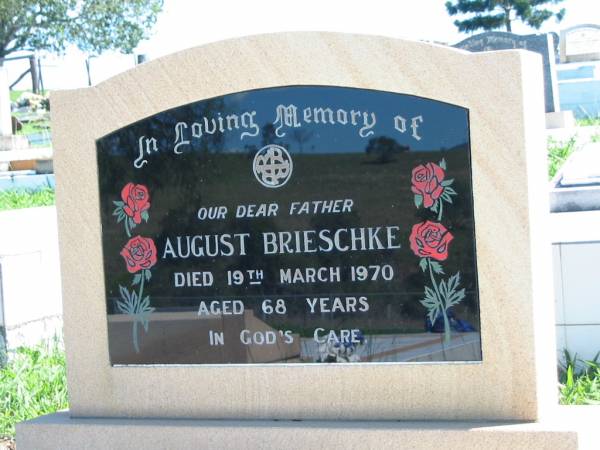 In Loving Memory of
OUR DEAR FATHER
AUGUST BRIESCHKE
DIED 19TH MARCH 1970
AGED 68 YEARS
IN GOD'S CARE